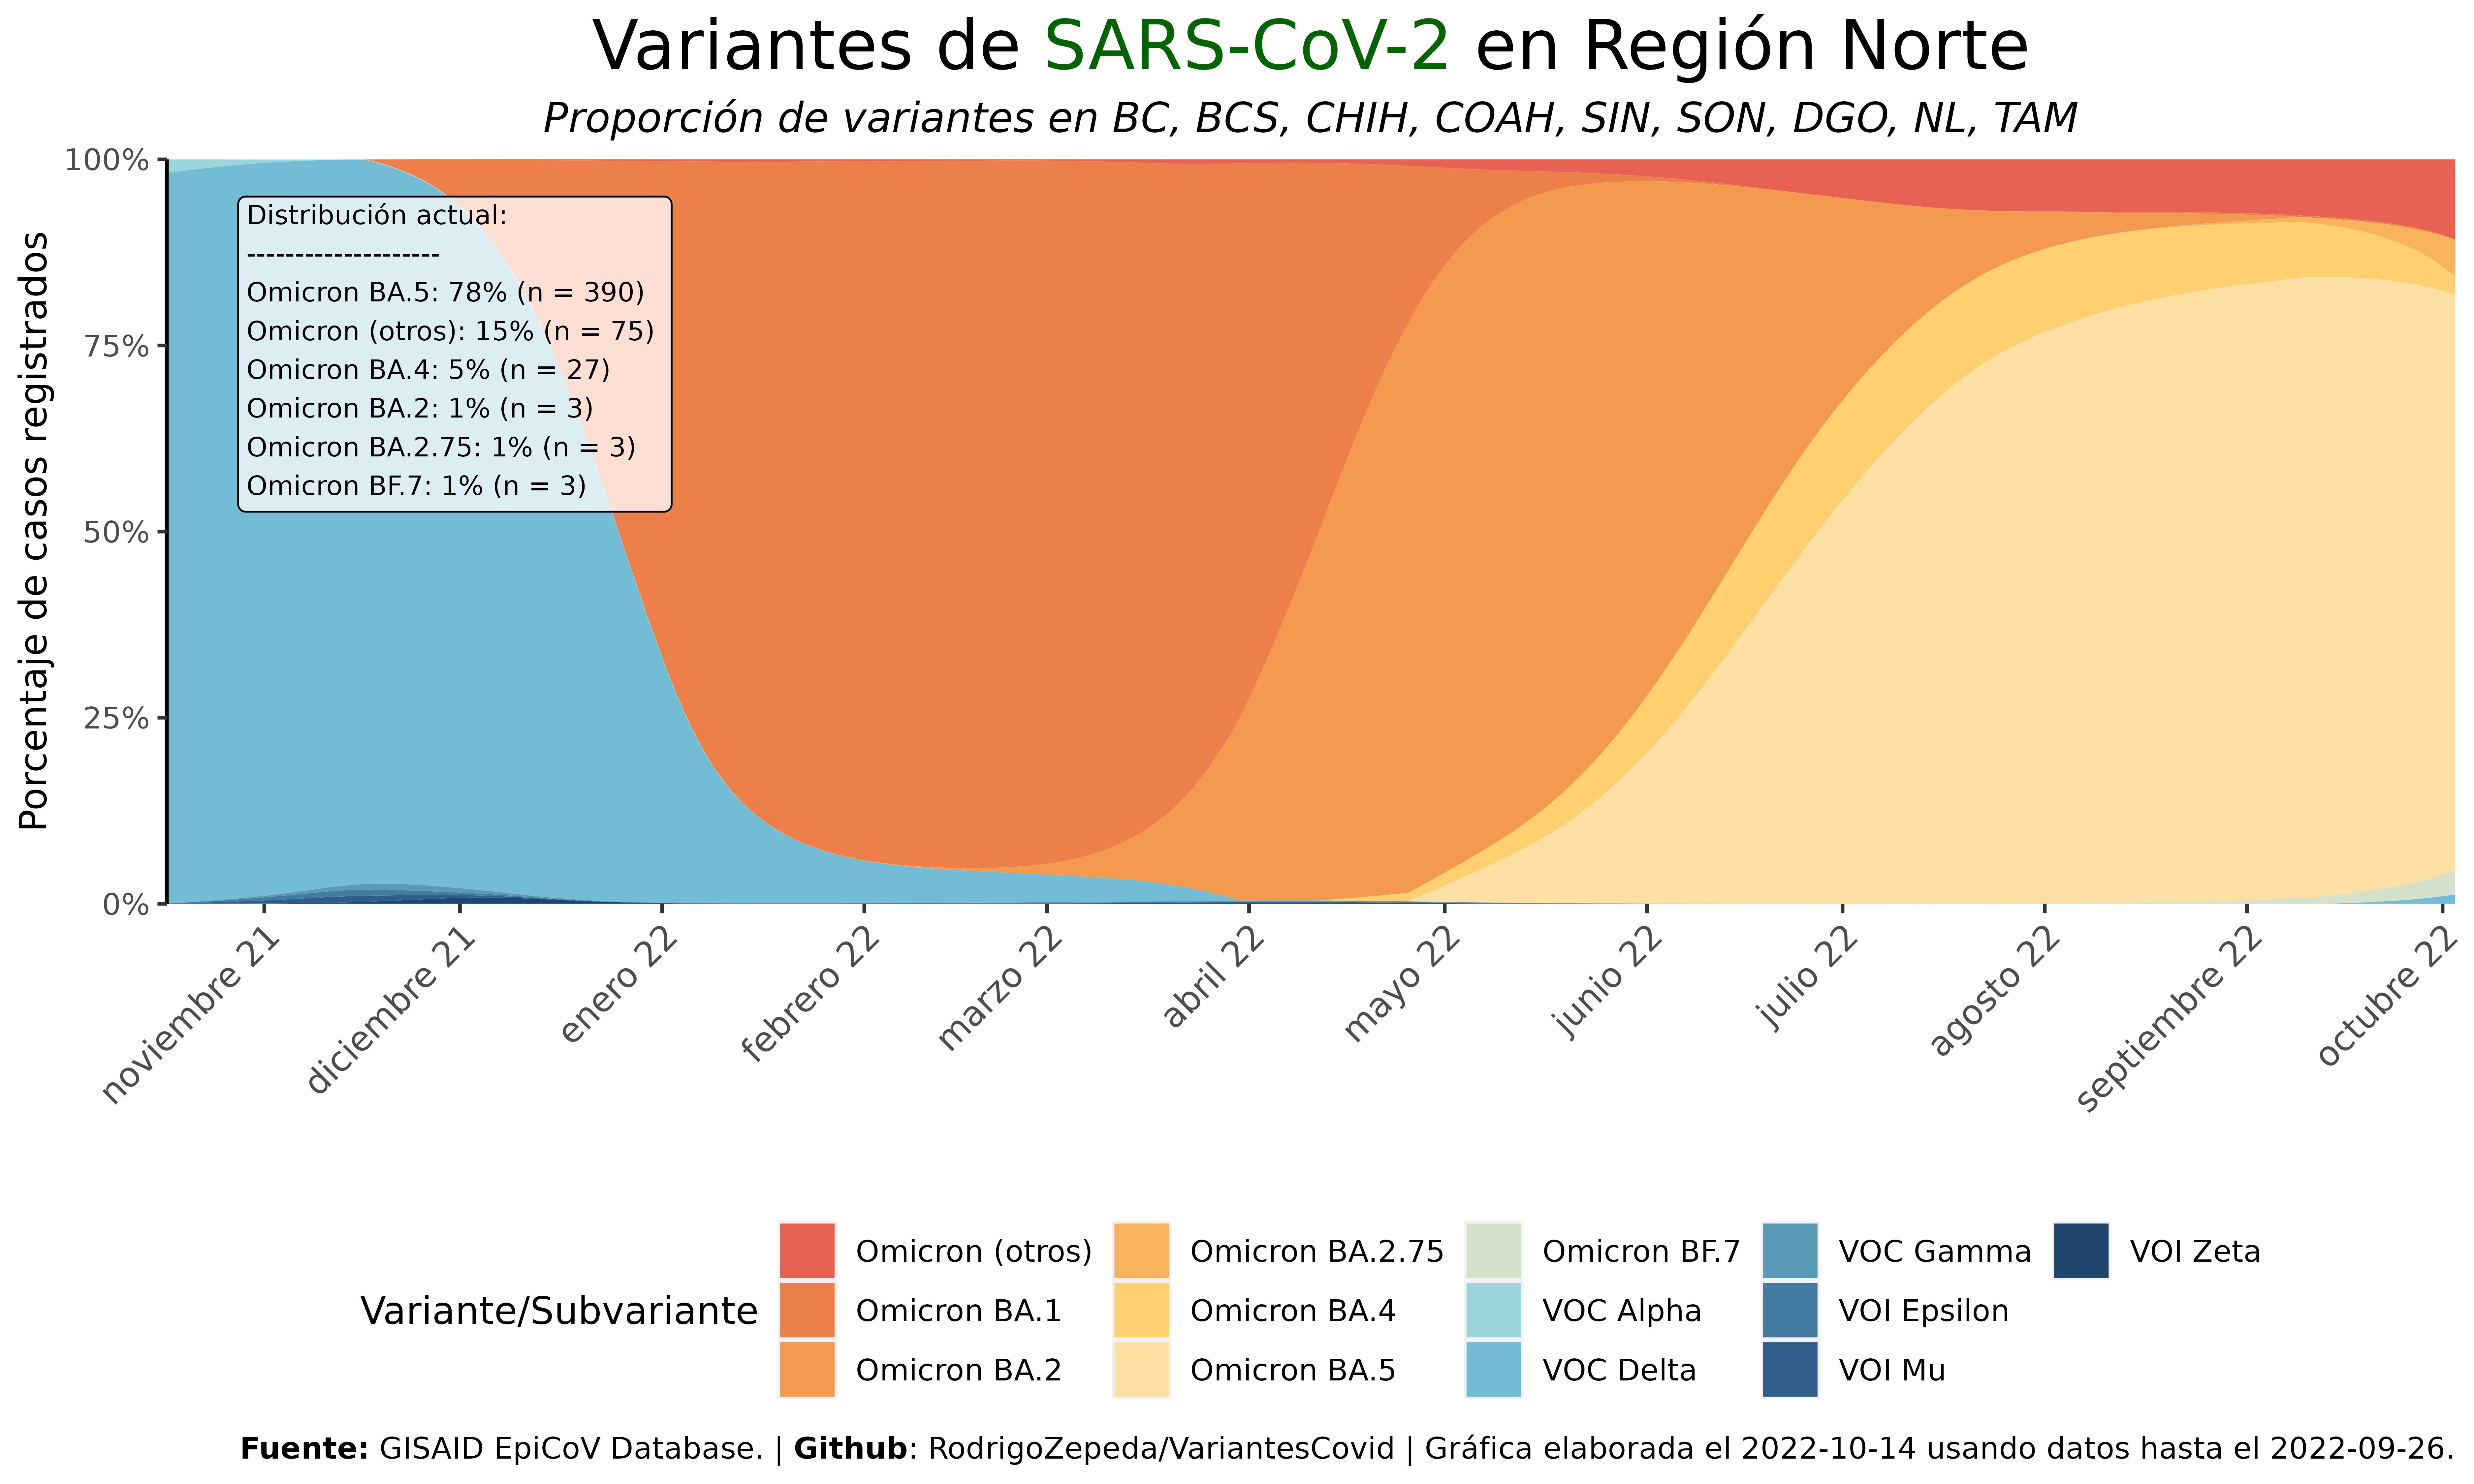 Variantes de SARS-CoV-2 en Región Norte
Proporción de variantes en BC, BCS, CHIH, COAH, SIN, SON, DGO, NL, TAM
Porcentaje de casos registrados
100%
75%
50%
25%
0%
Distribución actual:
--------------------
Omicron BA.5: 78% (n = 390)
Omicron (otros): 15% (n = 75)
Omicron BA.4: 5% (n = 27)
Omicron BA.2: 1% (n = 3)
Omicron BA.2.75: 1% (n = 3)
Omicron BF.7: 1% (n = 3)
noviembre 21
diciembre 21
enero 22
febrero 22
marzo 22
abril 22
mayo 22
junio 22
julio 22
agosto 22
septiembre 22
octubre 22
Variante/Subvariante
Omicron (otros)
Omicron BA.1
Omicron BA.2
Omicron BA.2.75
Omicron BA.4
Omicron BA.5
Omicron BF.7
VOC Alpha
VOC Delta
VOC Gamma
VOI Epsilon
VOI Mu
VOI Zeta
Fuente: GISAID EpiCoV Database. | Github: RodrigoZepeda/VariantesCovid | Gráfica elaborada el 2022-10-14 usando datos hasta el 2022-09-26.